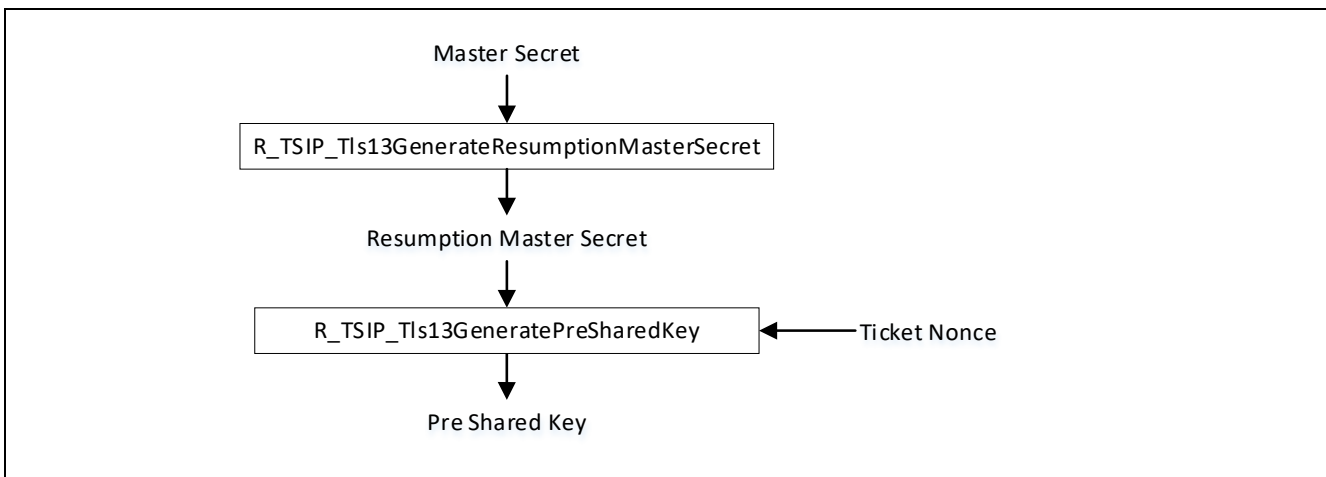 Master Secret
R_TSIP_Tls13GenerateResumptionMasterSecret
Resumption Master Secret
R_TSIP_Tls13GeneratePreSharedKey
Ticket Nonce
Pre Shared Key